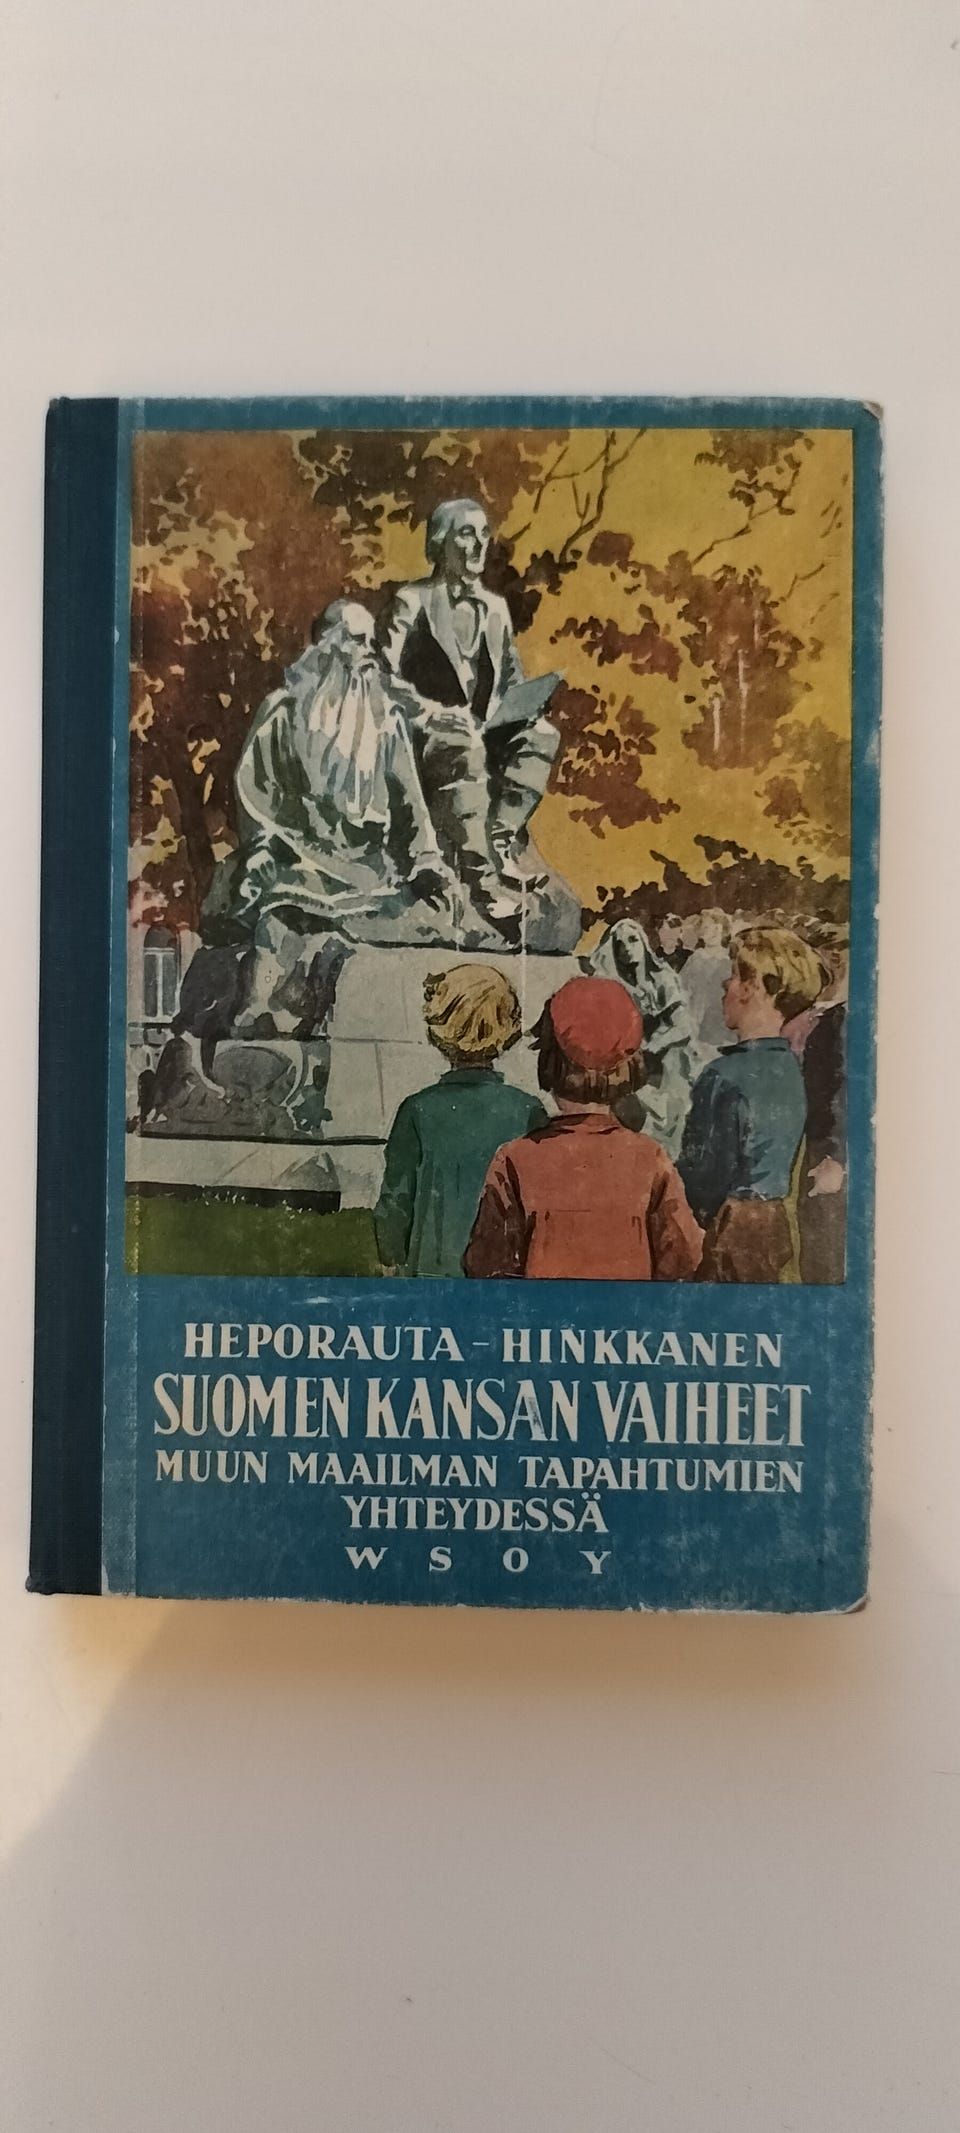 HEPORAUTA – HINKKANEN
SUOMEN KANSAN VAIHEET
MUUN MAAILMAN TAPAHTUMIEN
YHTEYDESSÄ
WSOY